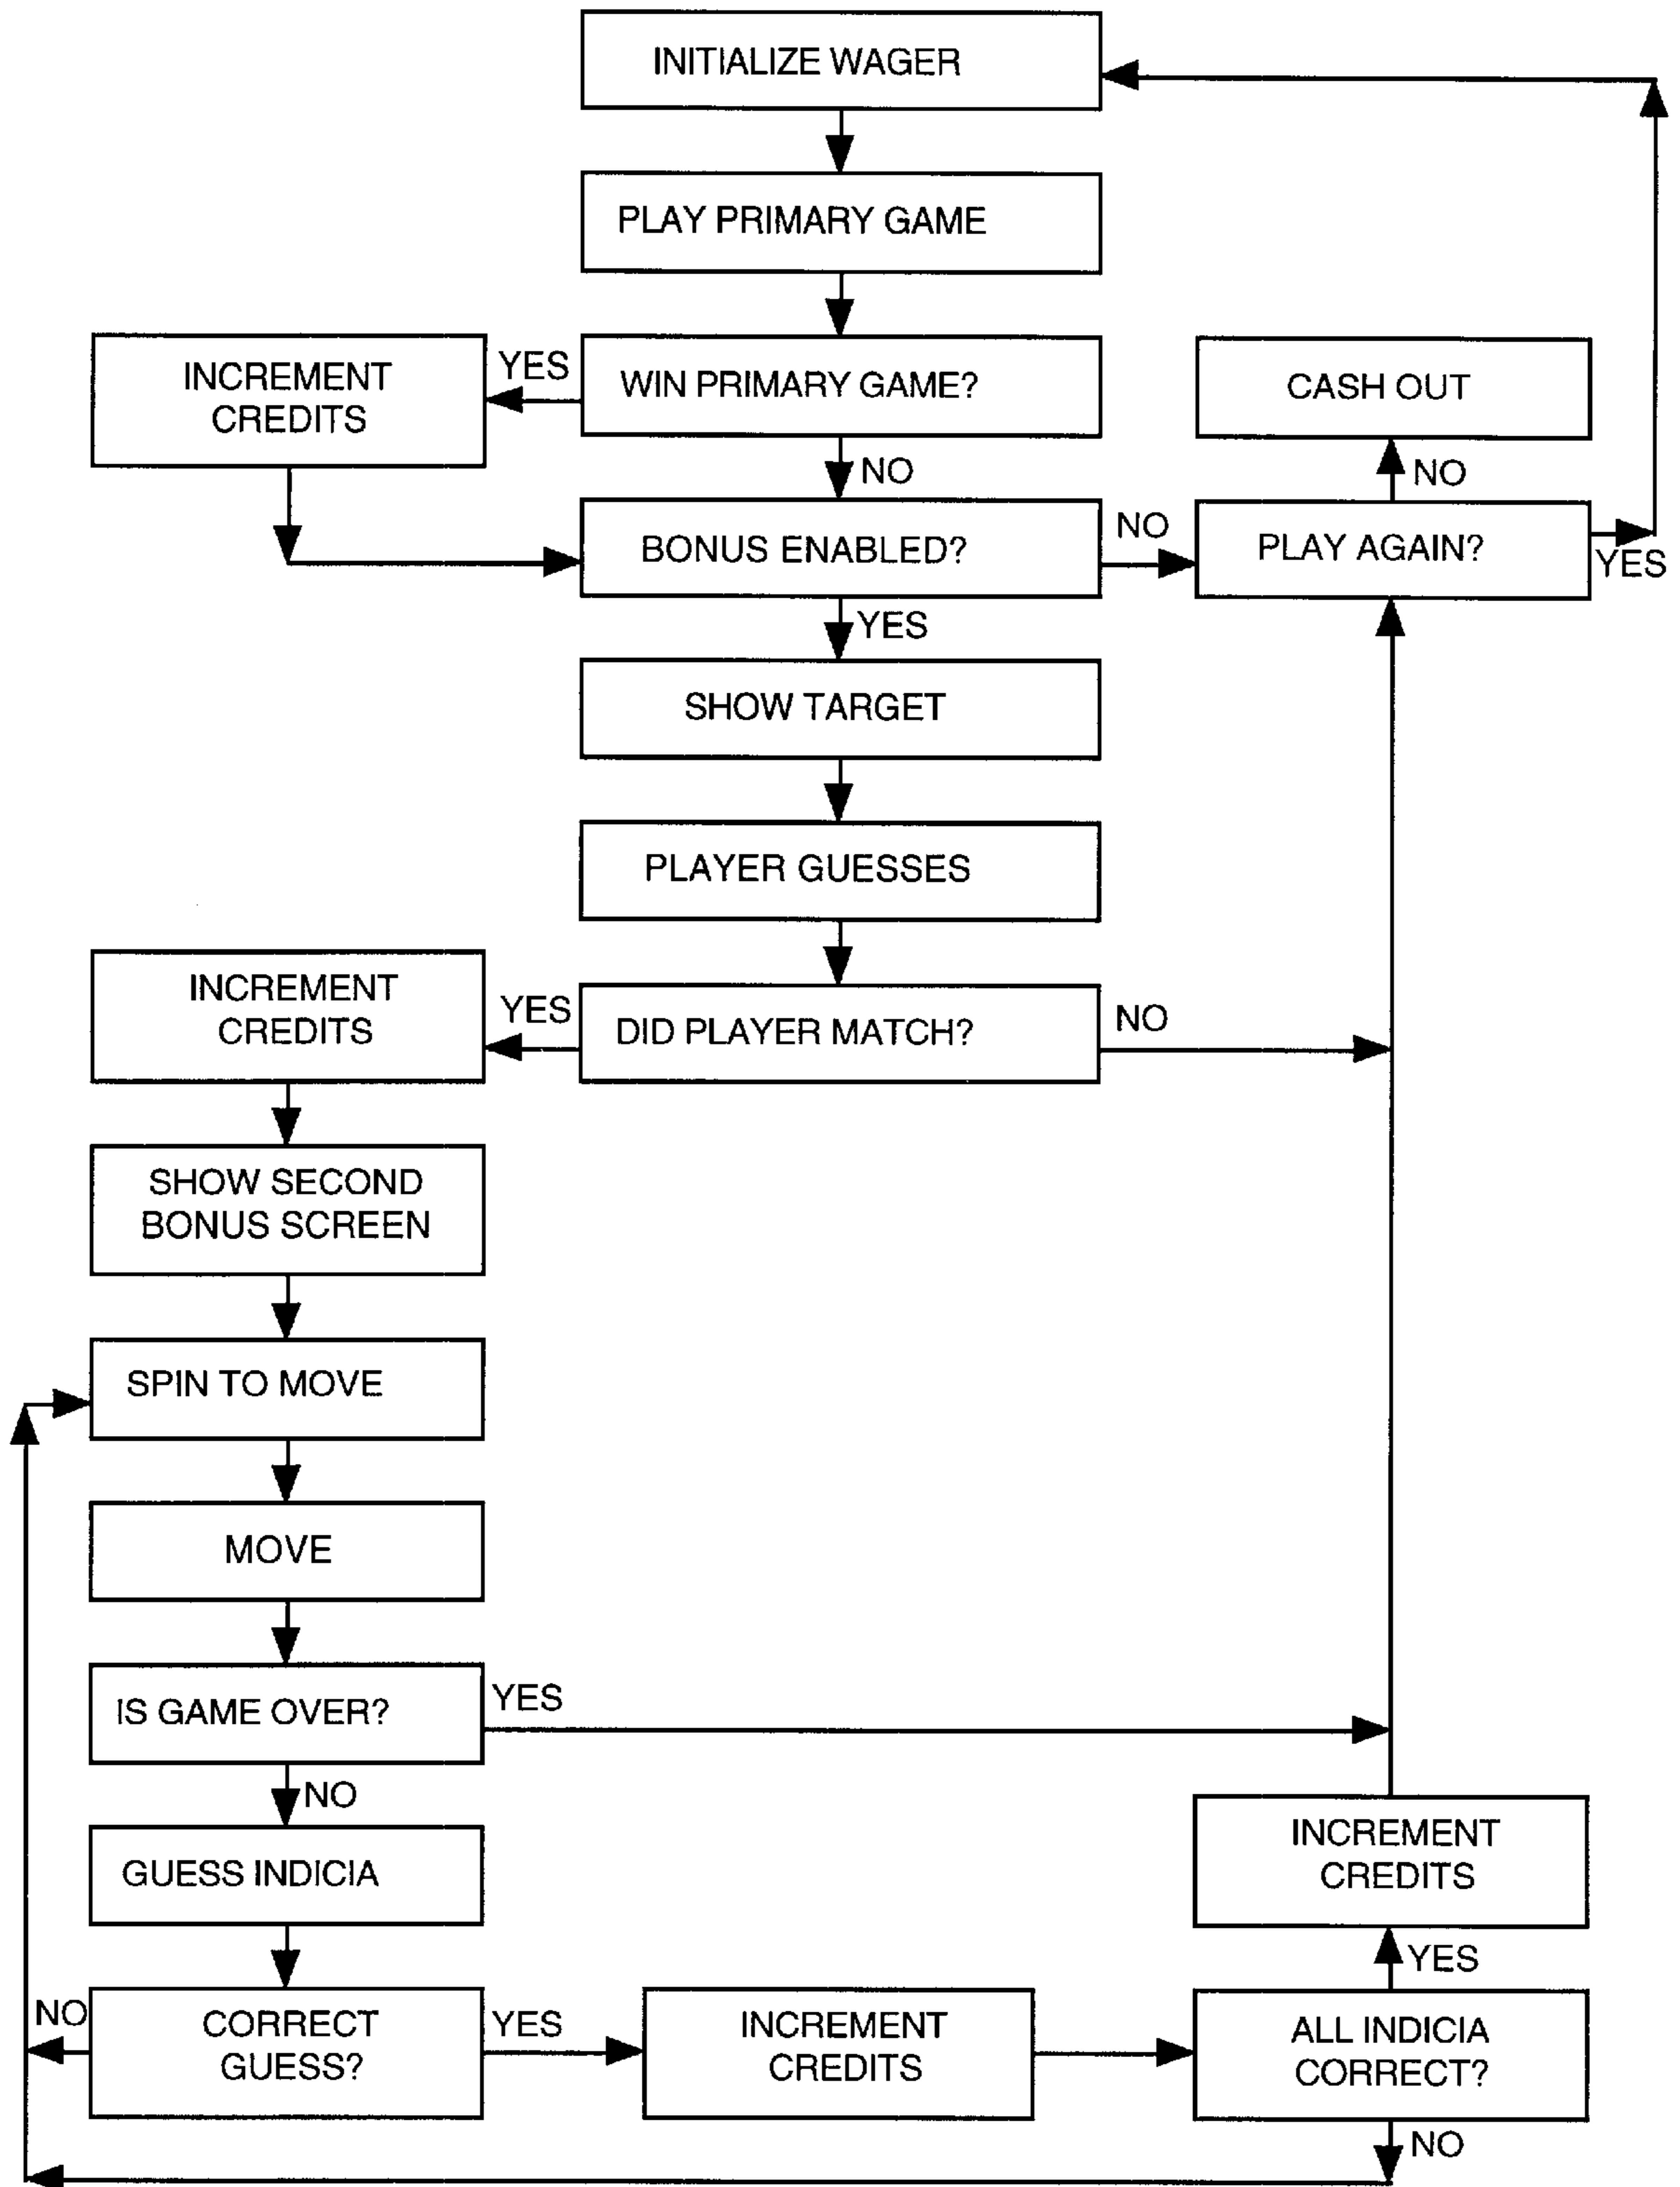 INITIALIZE WAGER
PLAY PRIMARY GAME
INCREMENT
CREDITS
YES
WIN PRIMARY GAME?
CASH OUT
NO
NO
BONUS ENABLED?
NO
PLAY AGAIN?
YES
YES
SHOW TARGET
PLAYER GUESSES
INCREMENT
CREDITS
YES
DID PLAYER MATCH?
NO
SHOW SECOND
BONUS SCREEN
SPIN TO MOVE
MOVE
IS GAME OVER?
YES
NO
GUESS INDICIA
INCREMENT
CREDITS
YES
NO
CORRECT
GUESS?
YES
INCREMENT
CREDITS
ALL INDICIA
CORRECT?
NO